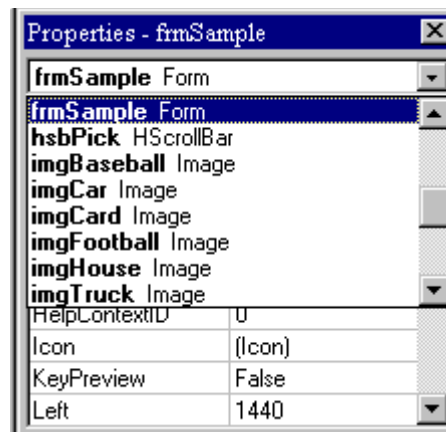 Properties - frmSample
frmSample Form
frmSample Form
hsbPick HScrollBar
imgBaseball Image
imgCar Image
imgCard Image
imgFootball Image
imgHouse Image
imgTruck Image
HelpContextID 0
Icon (Icon)
KeyPreview False
Left 1440